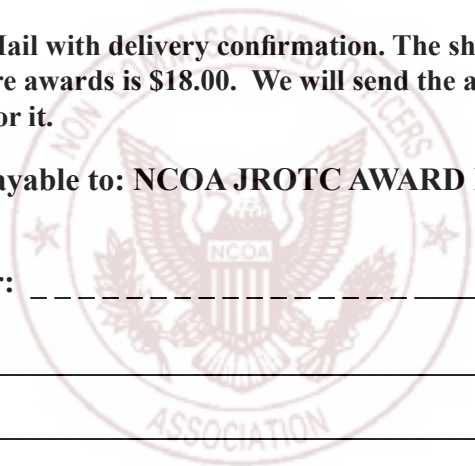 Mail with delivery confirmation. The sh
re awards is $18.00. We will send the a
or it.
ayable to: NCOA JROTC AWARD
r:
NON COMMISSIONED OFFICERS
NCOA
ASSOCIATION